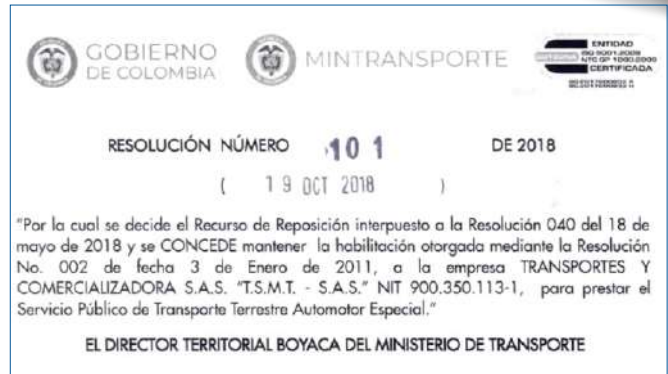 GOBIERNO
DE COLOMBIA
MINTRANSPORTE
ENTIDAD
CERTIFICADA
RESOLUCIÓN NÚMERO 101 DE 2018
( 19 OCT 2018 )
"Por la cual se decide el Recurso de Reposición interpuesto a la Resolución 040 del 18 de
mayo de 2018 y se CONCEDE mantener la habilitación otorgada mediante la Resolución
No. 002 de fecha 3 de Enero de 2011, a la empresa TRANSPORTES Y
COMERCIALIZADORA S.A.S. "T.S.M.T. - S.A.S." NIT 900.350.113-1, para prestar el
Servicio Público de Transporte Terrestre Automotor Especial."
EL DIRECTOR TERRITORIAL BOYACA DEL MINISTERIO DE TRANSPORTE